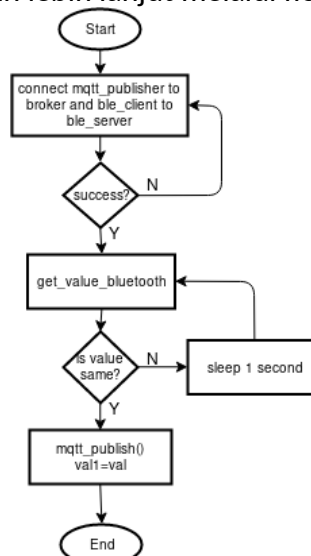 Start
connect mqtt_publisher to
broker and ble_client to
ble_server
success?
N
Y
get_value_bluetooth
is value
same?
N
sleep 1 second
Y
mqtt_publish()
val1=val
End